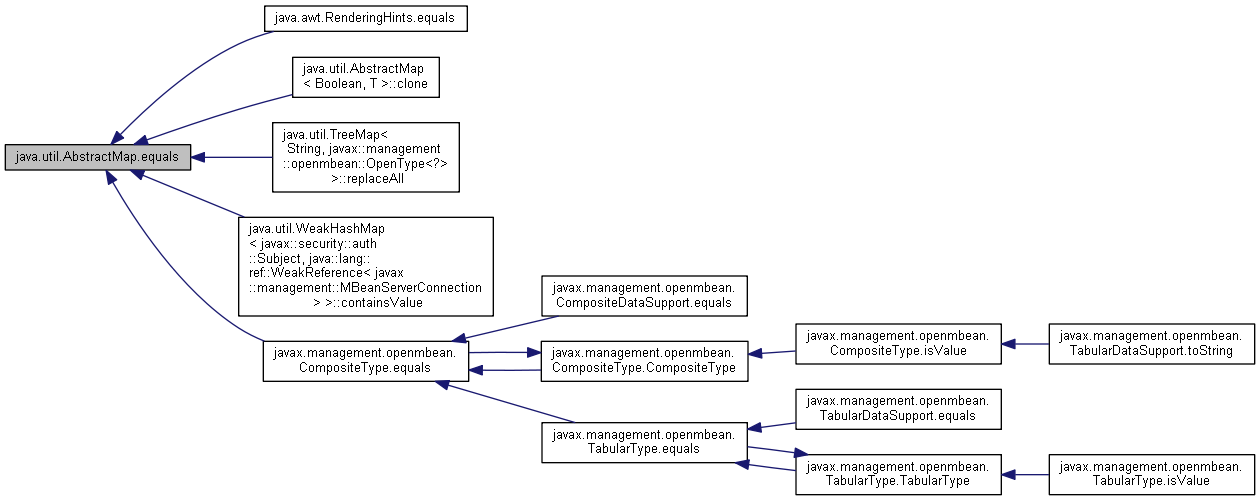 java.awt.RenderingHints.equals
java.util.AbstractMap
< Boolean, T >::clone
java.util.TreeMap<
String, javax::management
::openmbean::OpenType<?>
>::replaceAll
java.util.AbstractMap.equals
java.util.WeakHashMap
< javax::security::auth
::Subject, java::lang::
ref::WeakReference< javax
::management::MBeanServerConnection
> >::containsValue
javax.management.openmbean.
CompositeDataSupport.equals
javax.management.openmbean.
CompositeType.equals
javax.management.openmbean.
CompositeType.CompositeType
javax.management.openmbean.
CompositeType.isValue
javax.management.openmbean.
TabularDataSupport.toString
javax.management.openmbean.
TabularDataSupport.equals
javax.management.openmbean.
TabularType.equals
javax.management.openmbean.
TabularType.TabularType
javax.management.openmbean.
TabularType.isValue